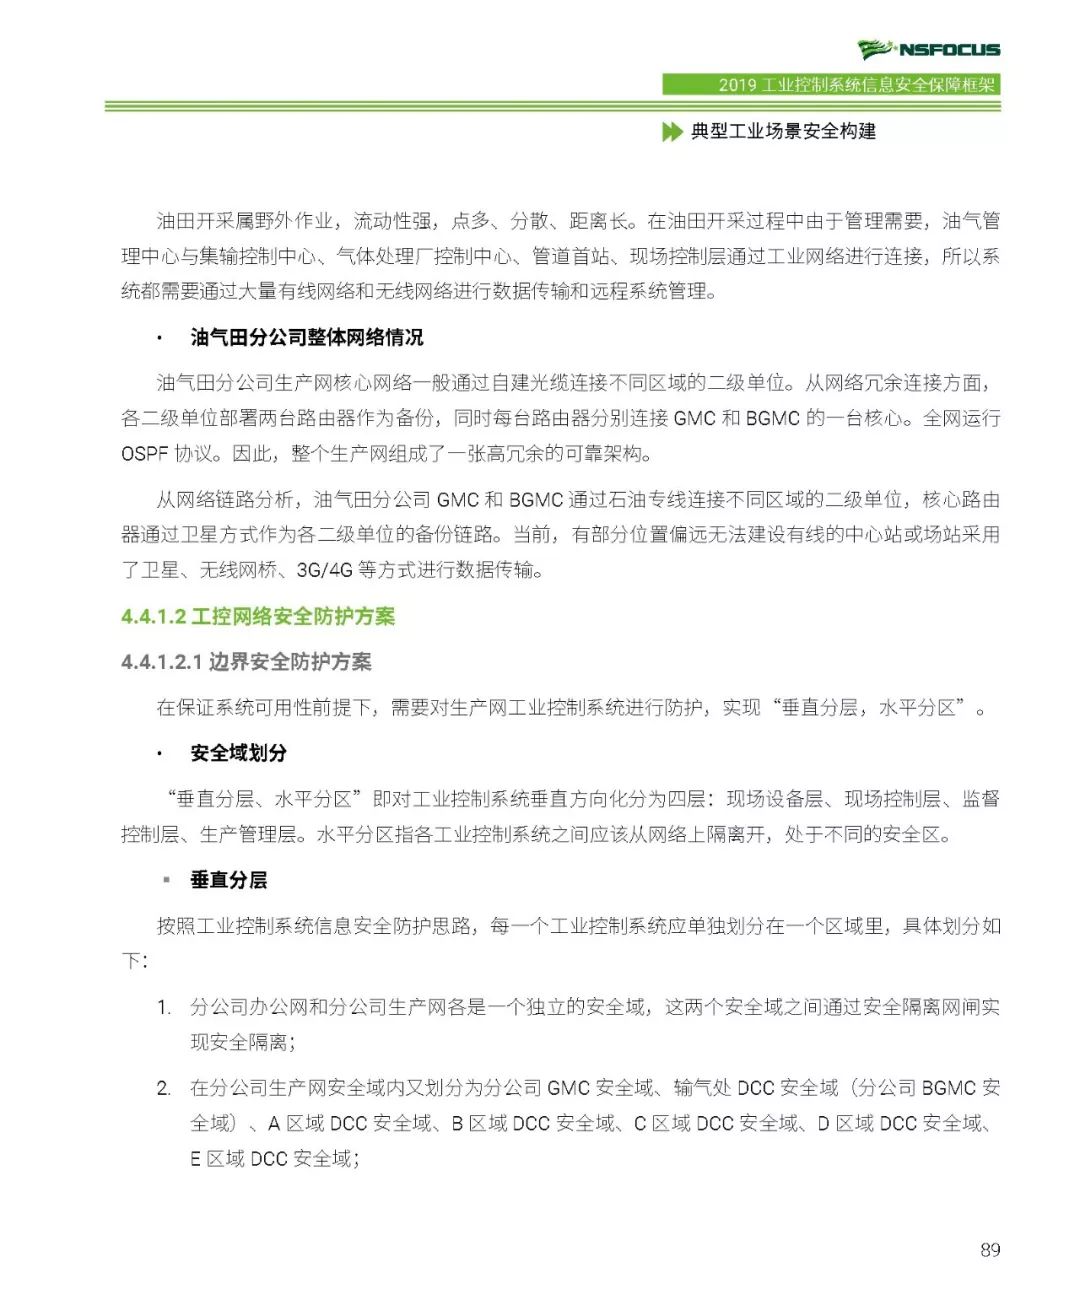 NSFOCUS
2019 工业控制系统信息安全保障框架
典型工业场景安全构建
油田开采属野外作业，流动性强，点多、分散、距离长。在油田开采过程中由于管理需要，油气管
理中心与集输控制中心、气体处理厂控制中心、管道首站、现场控制层通过工业网络进行连接，所以系
统都需要通过大量有线网络和无线网络进行数据传输和远程系统管理。
· 油气田分公司整体网络情况
油气田分公司生产网核心网络一般通过自建光缆连接不同区域的二级单位。从网络冗余连接方面，
各二级单位部署两台路由器作为备份，同时每台路由器分别连接 GMC 和 BGMC 的一台核心。全网运行
OSPF 协议。因此，整个生产网组成了一张高冗余的可靠架构。
从网络链路分析，油气田分公司 GMC 和 BGMC 通过石油专线连接不同区域的二级单位，核心路由
器通过卫星方式作为各二级单位的备份链路。当前，有部分位置偏远无法建设有线的中心站或场站采用
了卫星、无线网桥、3G/4G 等方式进行数据传输。
4.4.1.2 工控网络安全防护方案
4.4.1.2.1 边界安全防护方案
在保证系统可用性前提下，需要对生产网工业控制系统进行防护，实现“垂直分层，水平分区”。
· 安全域划分
“垂直分层、水平分区”即对工业控制系统垂直方向化分为四层：现场设备层、现场控制层、监督
控制层、生产管理层。水平分区指各工业控制系统之间应该从网络上隔离开，处于不同的安全区。
▪ 垂直分层
按照工业控制系统信息安全防护思路，每一个工业控制系统应单独划分在一个区域里，具体划分如
下：
1. 分公司办公网和分公司生产网各是一个独立的安全域，这两个安全域之间通过安全隔离网闸实
现安全隔离；
2. 在分公司生产网安全域内又划分为分公司 GMC 安全域、输气处 DCC 安全域（分公司 BGMC 安
全域）、A 区域 DCC 安全域、B 区域 DCC 安全域、C 区域 DCC 安全域、D 区域 DCC 安全域、
E 区域 DCC 安全域；
89